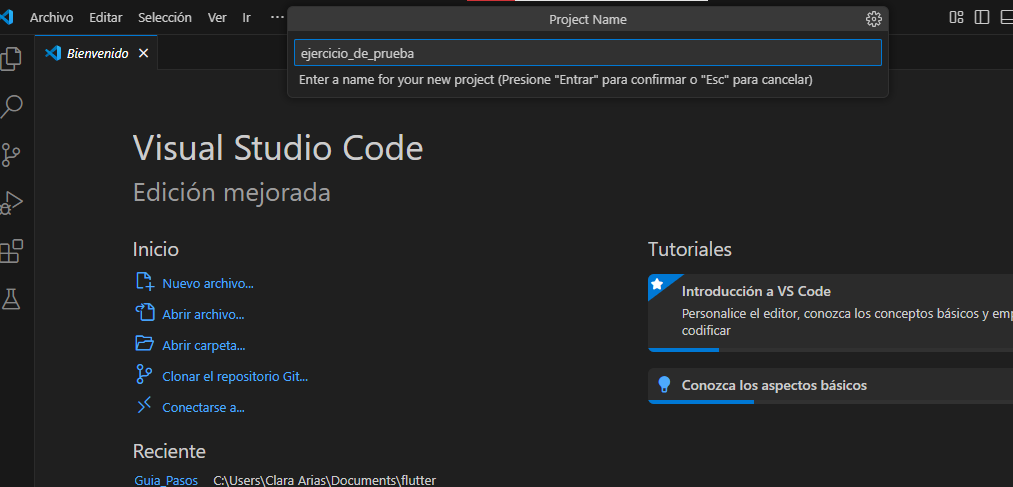 Archivo Editar Selección Ver Ir ...
Project Name
Bienvenido
ejercicio_de_prueba
Enter a name for your new project (Presione "Entrar" para confirmar o "Esc" para cancelar)
Visual Studio Code
Edición mejorada
Inicio
Nuevo archivo...
Abrir archivo...
Abrir carpeta...
Clonar el repositorio Git...
Conectarse a...
Reciente
Guia_Pasos C:\Users\Clara Arias\Documents\flutter
Tutoriales
Introducción a VS Code
Personalice el editor, conozca los conceptos básicos y emp
codificar
Conozca los aspectos básicos